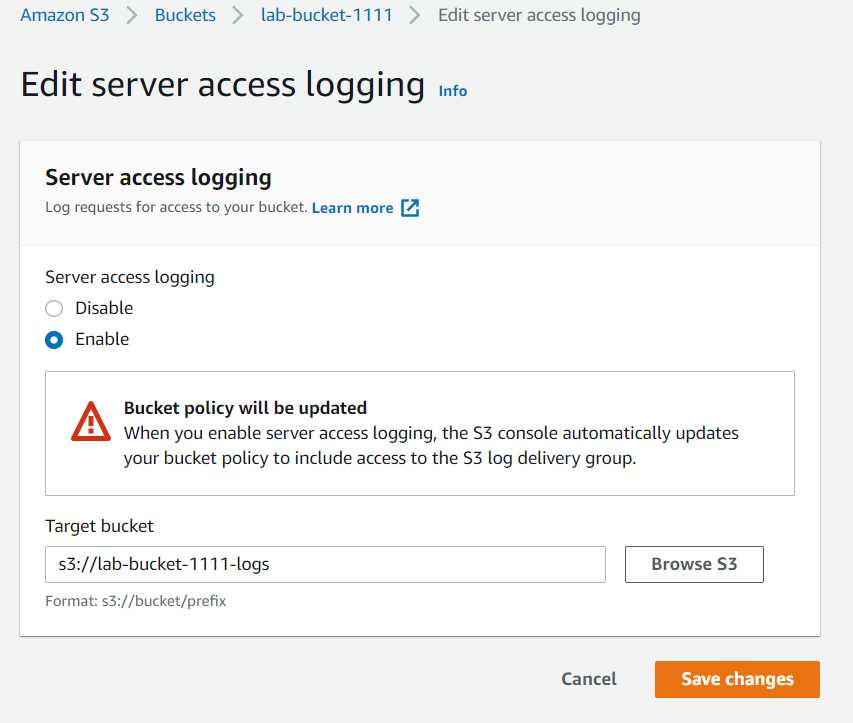 Amazon S3 > Buckets > lab-bucket-1111 > Edit server access logging
Edit server access logging Info
Server access logging
Log requests for access to your bucket. Learn more
Server access logging
Disable
Enable
Bucket policy will be updated
When you enable server access logging, the S3 console automatically updates
your bucket policy to include access to the S3 log delivery group.
Target bucket
s3://lab-bucket-1111-logs
Browse S3
Format: s3://bucket/prefix
Cancel
Save changes